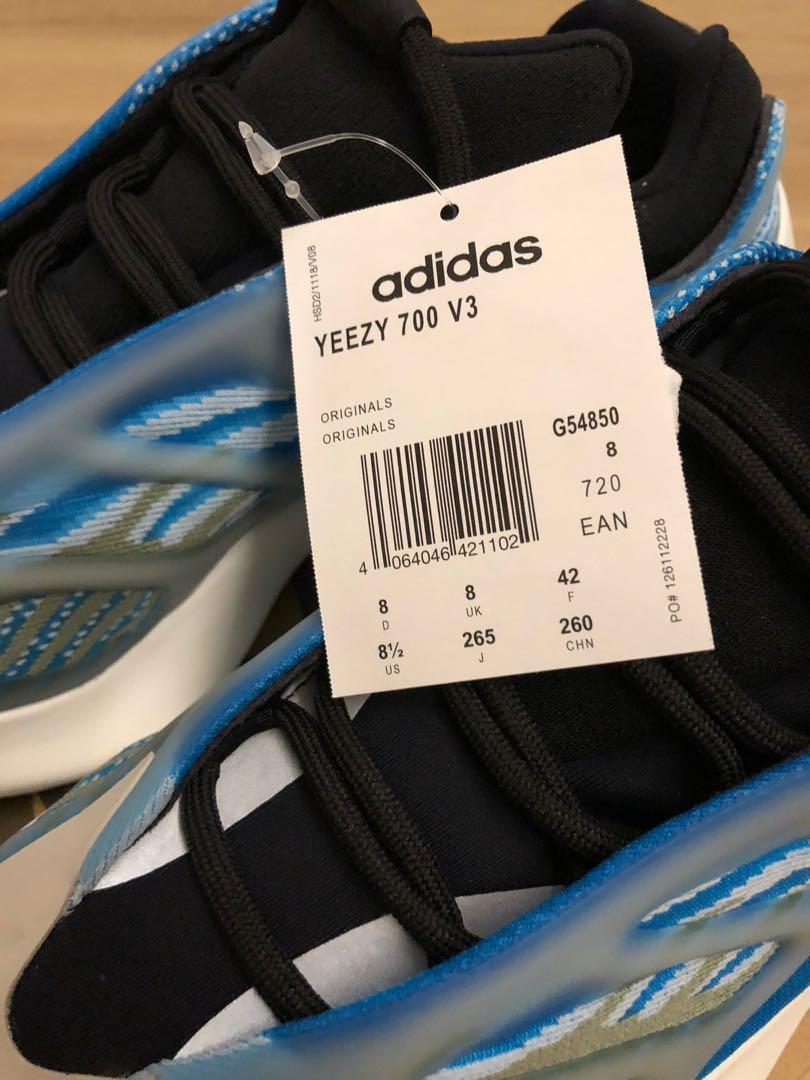 HSD2/1118/V08
adidas
YEEZY 700 V3
ORIGINALS
ORIGINALS
G54850
8
720
EAN
4 064046 421102
8 8 42
D UK F
8½ 265 260
US J CHN
PO# 126112228